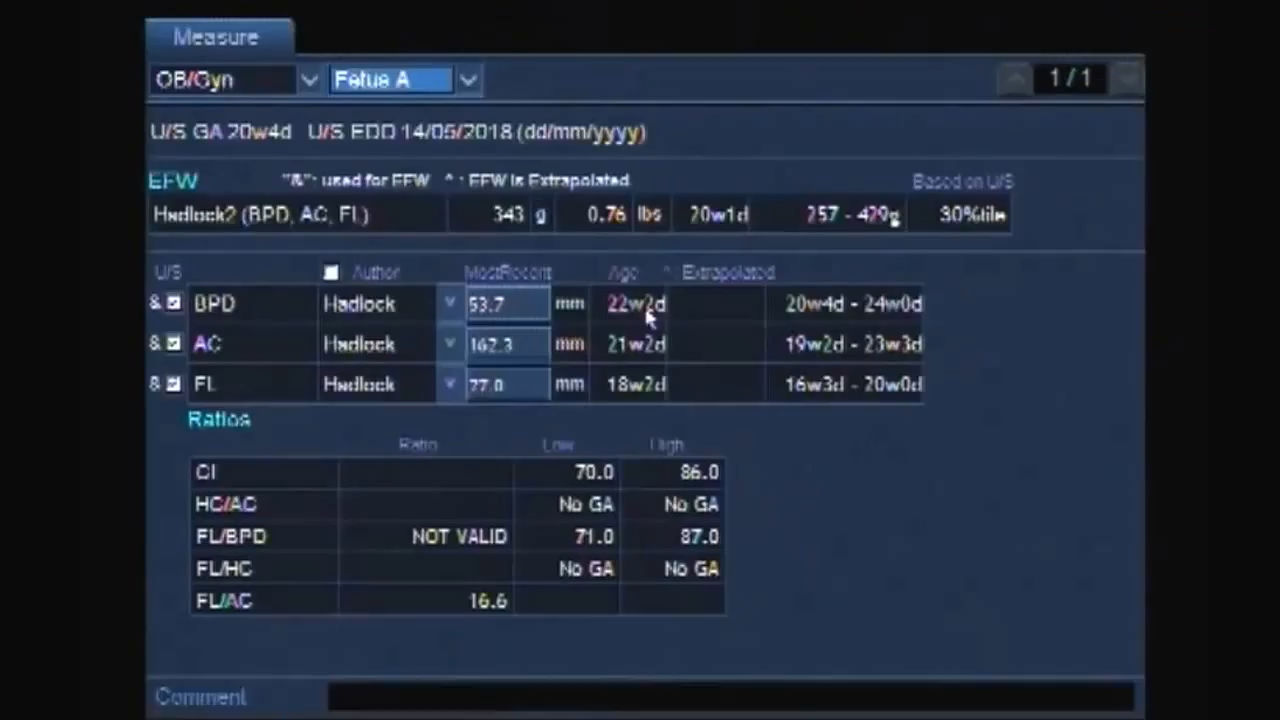 Measure
OB/Gyn Fetus A 1 / 1
U/S GA 20w4d U/S EDD 14/05/2018 (dd/mm/yyyy)
EFW "&": used for EFW ^ : EFW is Extrapolated Based on U/S
Hadlock2 (BPD, AC, FL) 343 g 0.76 lbs 20w1d 257 - 429g 30%tile
U/S Author MostRecent Age ^ Extrapolated
& BPD Hadlock 53.7 mm 22w2d 20w4d - 24w0d
& AC Hadlock 162.3 mm 21w2d 19w2d - 23w3d
& FL Hadlock mm 18w2d 16w3d - 20w0d
Ratios
Ratio Low High
CI 70.0 86.0
HC/AC No GA No GA
FL/BPD NOT VALID 71.0 87.0
FL/HC No GA No GA
FL/AC 16.6
Comment